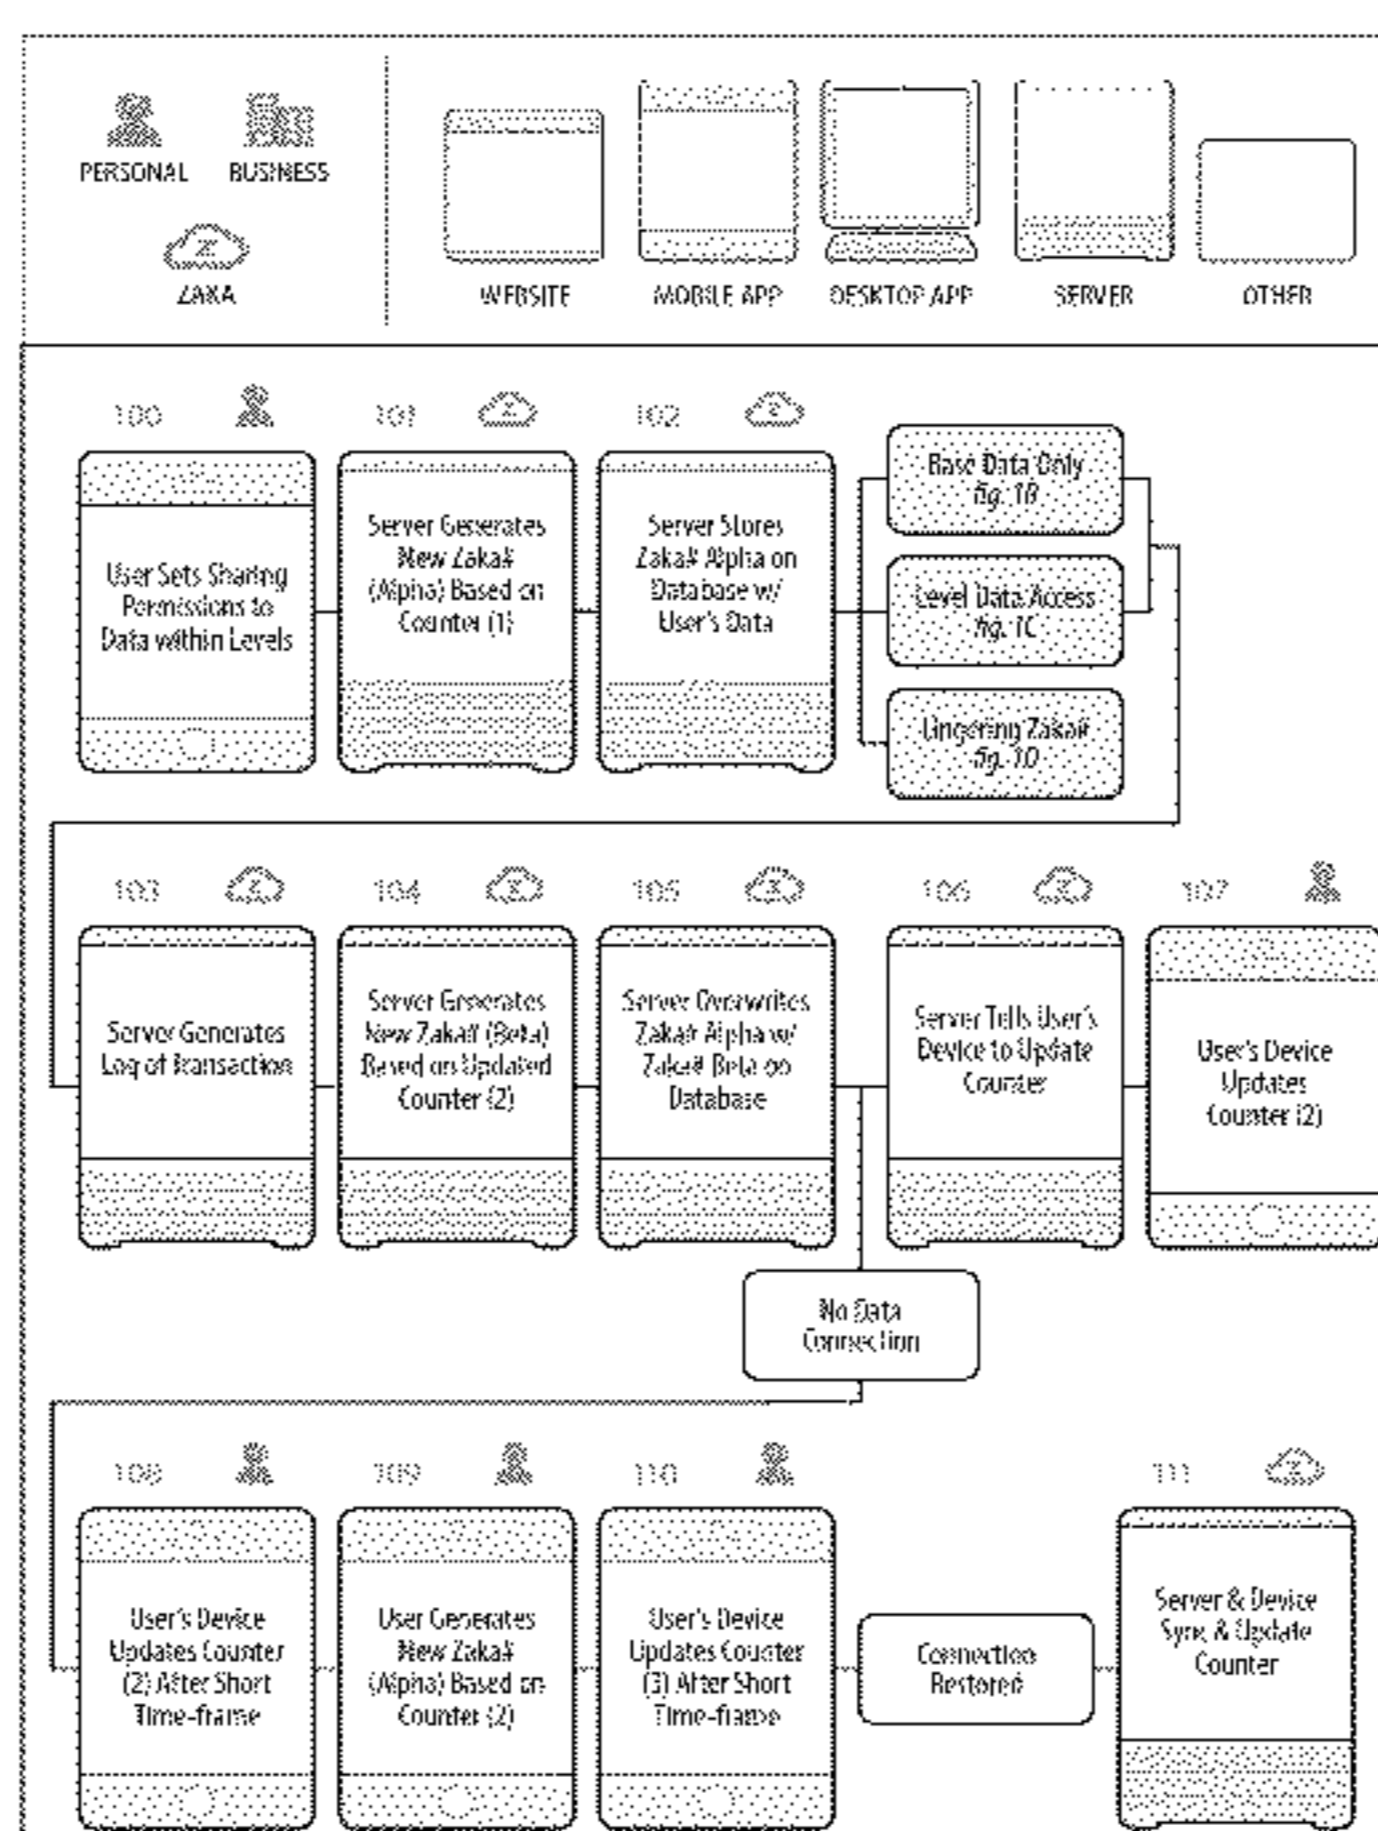 PERSONAL
BUSINESS
ZAKA
WEBSITE
MOBILE APP
DESKTOP APP
SERVER
OTHER
100
101
102
User Sets Sharing
Permissions to
Data within Levels
Server Generates
New Zaka#
(Alpha) Based on
Counter (1)
Server Stores
Zaka# Alpha on
Database w/
User's Data
Base Data Only
fig. 1B
Level Data Access
fig. 1C
Lingering Zaka#
fig. 1D
103
104
105
106
107
Server Generates
Log of Transaction
Server Generates
New Zaka# (Beta)
Based on Updated
Counter (2)
Server Overwrites
Zaka# Alpha w/
Zaka# Beta on
Database
Server Tells User's
Device to Update
Counter
User's Device
Updates
Counter (2)
No Data
Connection
108
109
110
111
User's Device
Updates Counter
(2) After Short
Time-frame
User Generates
New Zaka#
(Alpha) Based on
Counter (2)
User's Device
Updates Counter
(3) After Short
Time-frame
Connection
Restored
Server & Device
Sync & Update
Counter